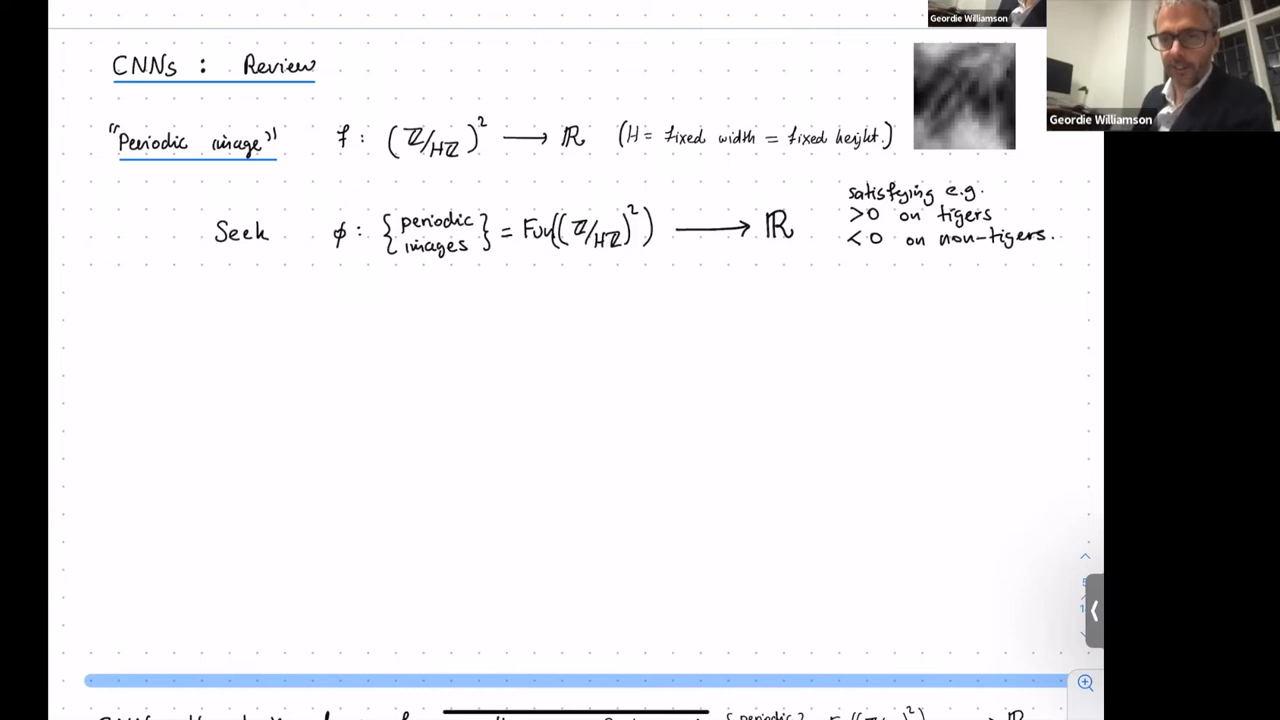 Geordie Williamson
CNNs : Review
"Periodic image" f : (ℤ/Hℤ)² ⟶ ℝ (H = fixed width = fixed height.)
Geordie Williamson
Seek ϕ : { periodic images } = Fun((ℤ/Hℤ)²) ⟶ ℝ
satisfying e.g.
>0 on tigers
<0 on non-tigers.